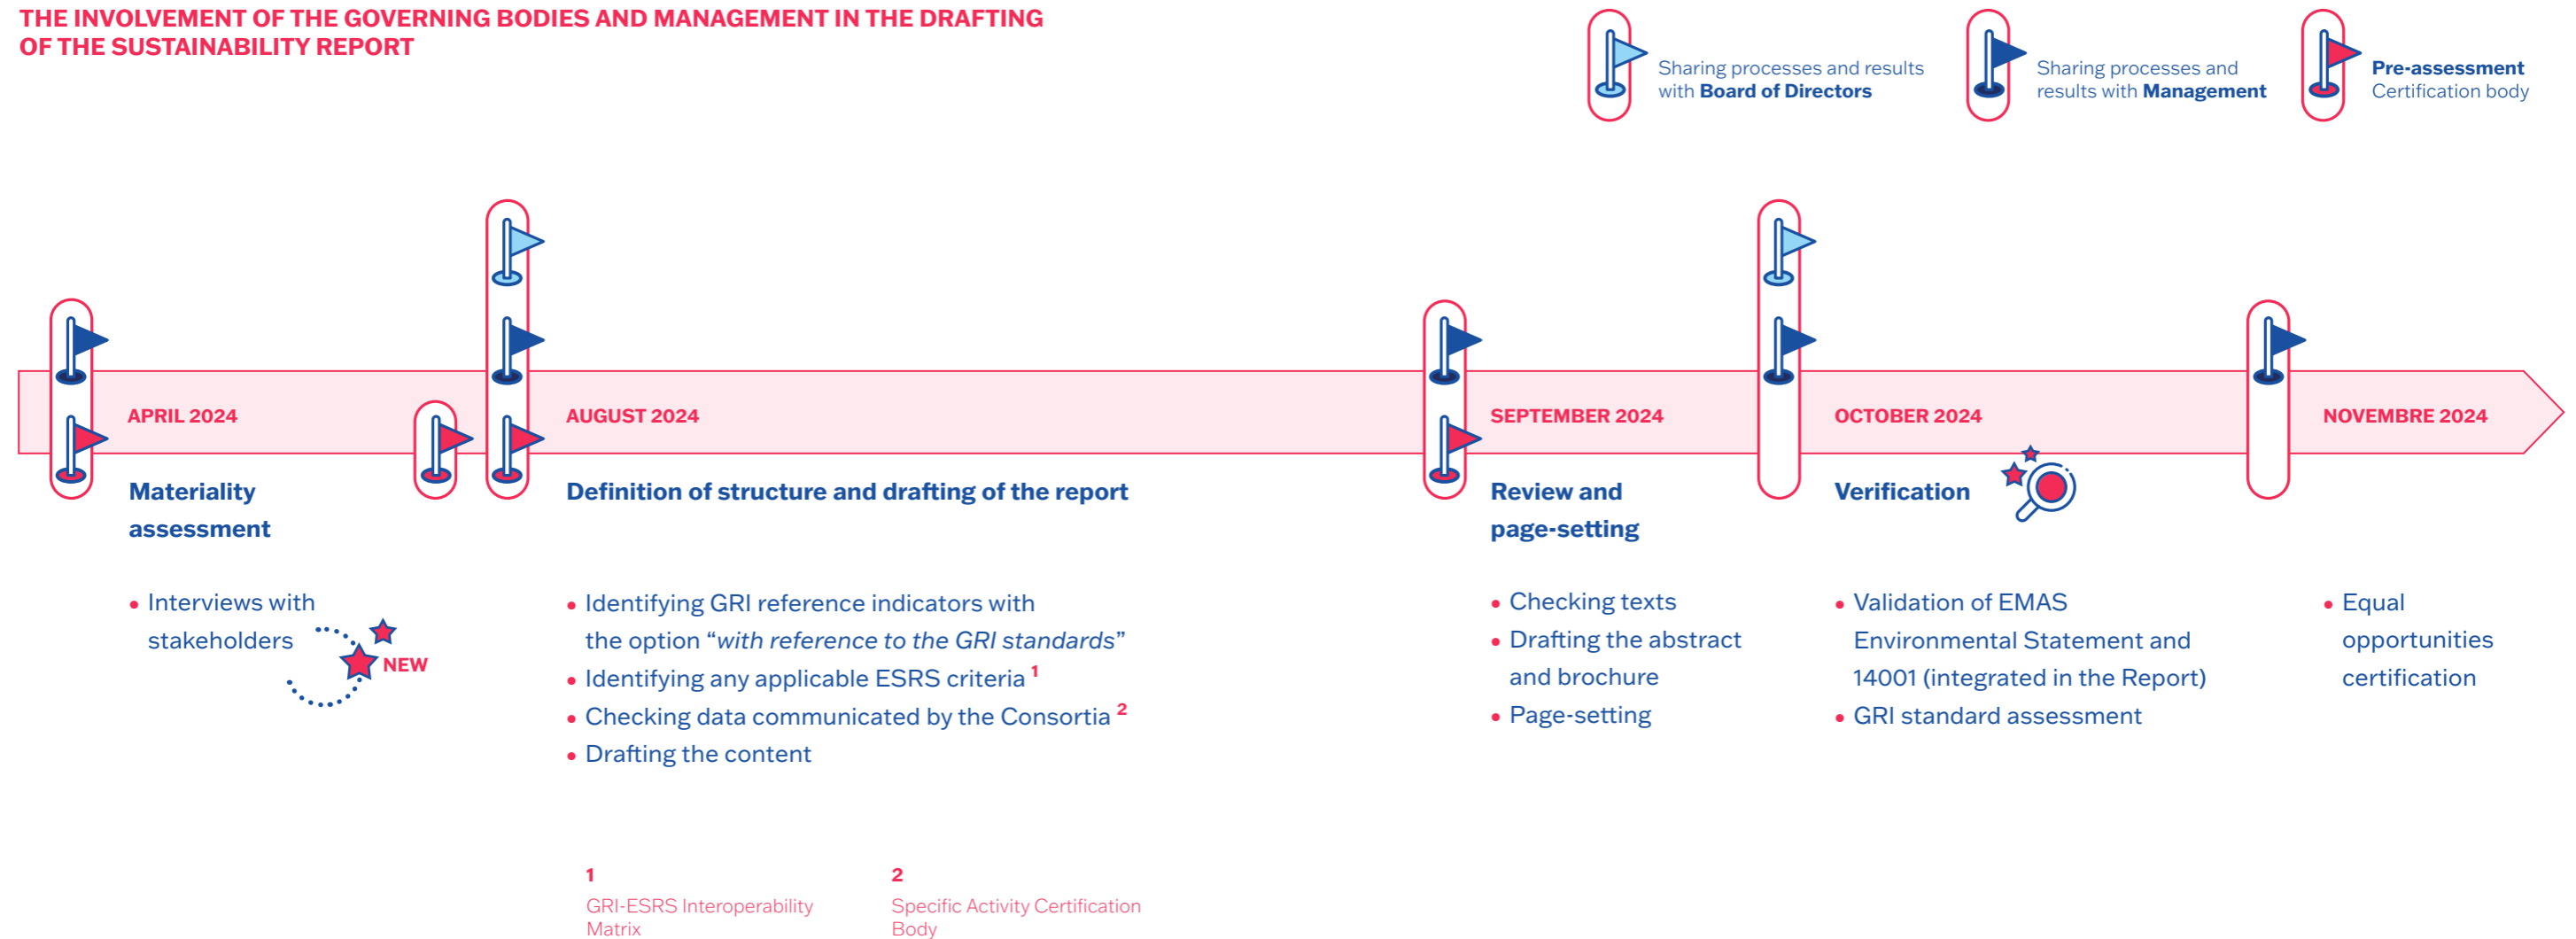 THE INVOLVEMENT OF THE GOVERNING BODIES AND MANAGEMENT IN THE DRAFTING
OF THE SUSTAINABILITY REPORT
Sharing processes and results
with Board of Directors
Sharing processes and
results with Management
Pre-assessment
Certification body
APRIL 2024
Materiality
assessment
• Interviews with
stakeholders
NEW
AUGUST 2024
Definition of structure and drafting of the report
• Identifying GRI reference indicators with
the option “with reference to the GRI standards”
• Identifying any applicable ESRS criteria 1
• Checking data communicated by the Consortia 2
• Drafting the content
SEPTEMBER 2024
Review and
page-setting
• Checking texts
• Drafting the abstract
and brochure
• Page-setting
OCTOBER 2024
Verification
• Validation of EMAS
Environmental Statement and
14001 (integrated in the Report)
• GRI standard assessment
NOVEMBRE 2024
• Equal
opportunities
certification
1
GRI-ESRS Interoperability
Matrix
2
Specific Activity Certification
Body